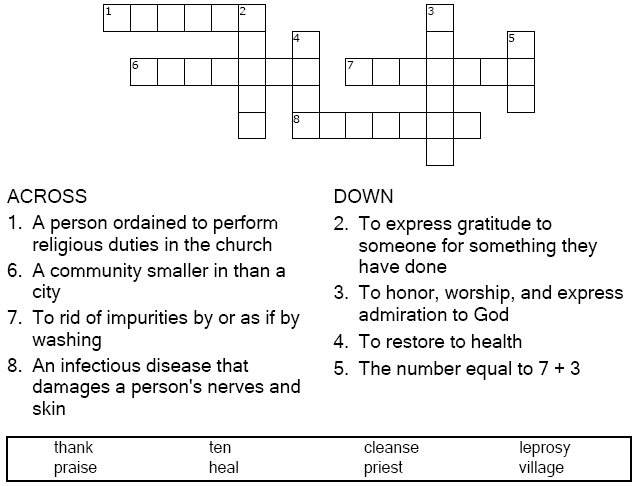 1 2 3
4 5
6 7
8
ACROSS
1. A person ordained to perform
religious duties in the church
6. A community smaller in than a
city
7. To rid of impurities by or as if by
washing
8. An infectious disease that
damages a person's nerves and
skin
DOWN
2. To express gratitude to
someone for something they
have done
3. To honor, worship, and express
admiration to God
4. To restore to health
5. The number equal to 7 + 3
thank ten cleanse leprosy
praise heal priest village